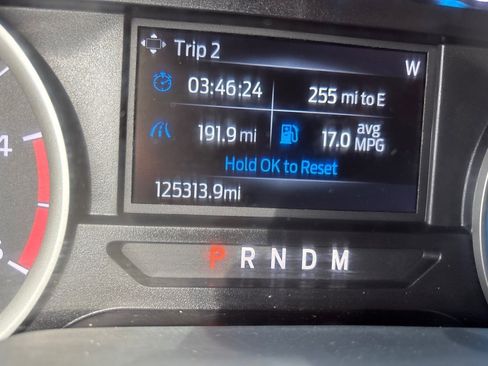 Trip 2
W
03:46:24
255 mi to E
191.9 mi
17.0 avg MPG
Hold OK to Reset
125313.9mi
P R N D M
4